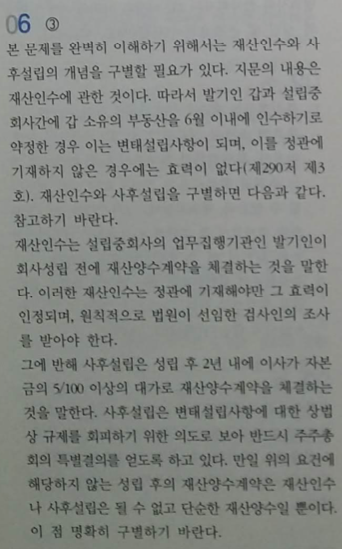 06 ③
본 문제를 완벽히 이해하기 위해서는 재산인수와 사
후설립의 개념을 구별할 필요가 있다. 지문의 내용은
재산인수에 관한 것이다. 따라서 발기인 갑과 설립중
회사간에 갑 소유의 부동산을 6월 이내에 인수하기로
약정한 경우 이는 변태설립사항이 되며, 이를 정관에
기재하지 않은 경우에는 효력이 없다(제290저 제3
호). 재산인수와 사후설립을 구별하면 다음과 같다.
참고하기 바란다.
재산인수는 설립중회사의 업무집행기관인 발기인이
회사성립 전에 재산양수계약을 체결하는 것을 말한
다. 이러한 재산인수는 정관에 기재해야만 그 효력이
인정되며, 원칙적으로 법원이 선임한 검사인의 조사
를 받아야 한다.
그에 반해 사후설립은 성립 후 2년 내에 이사가 자본
금의 5/100 이상의 대가로 재산양수계약을 체결하는
것을 말한다. 사후설립은 변태설립사항에 대한 상법
상 규제를 회피하기 위한 의도로 보아 반드시 주주총
회의 특별결의를 얻도록 하고 있다. 만일 위의 요건에
해당하지 않는 성립 후의 재산양수계약은 재산인수
나 사후설립은 될 수 없고 단순한 재산양수일 뿐이다.
이 점 명확히 구별하기 바란다.